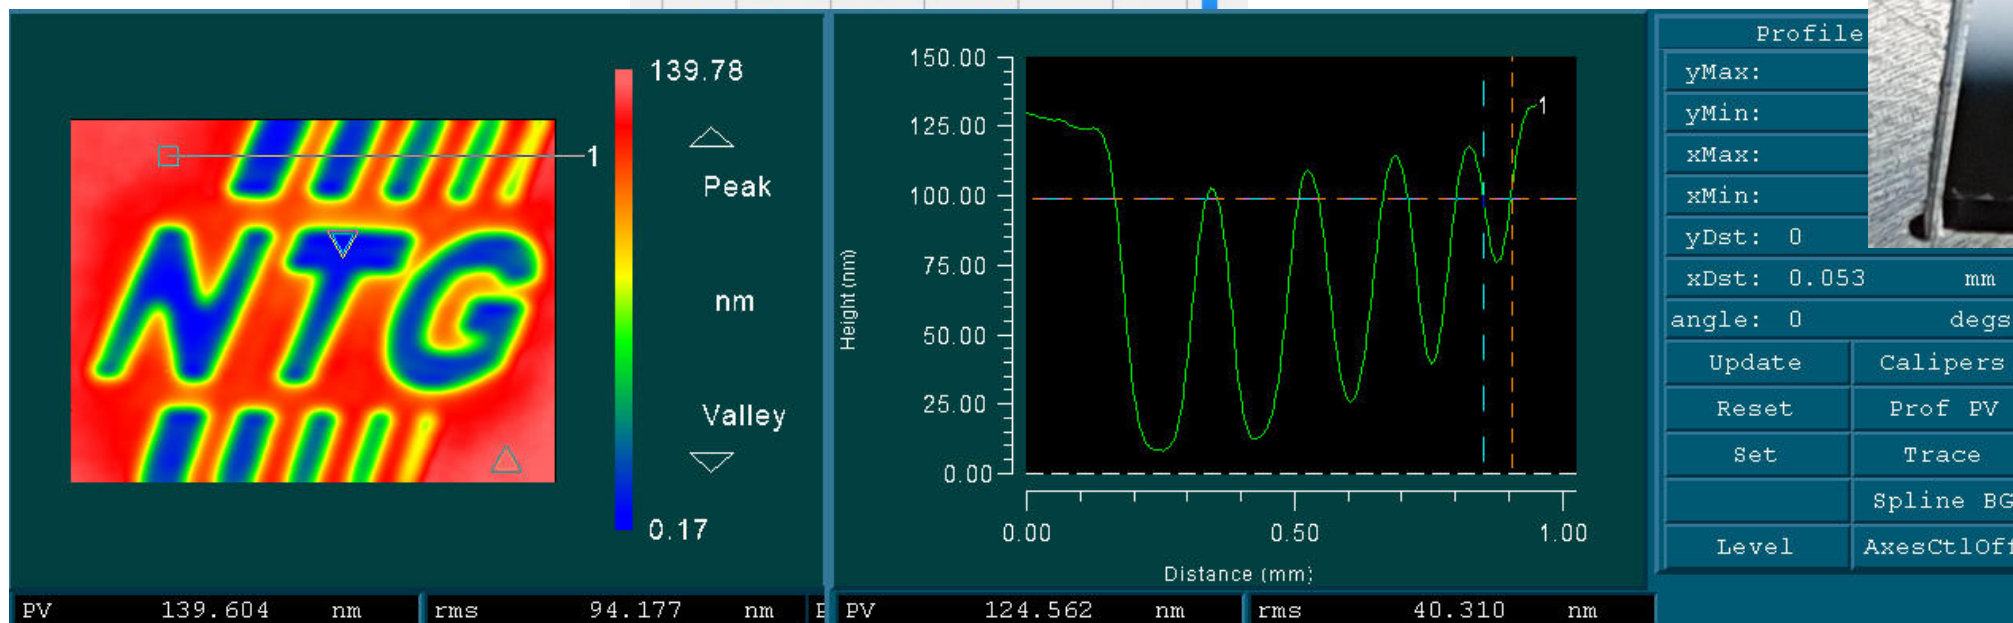 139.78
1
Peak
NTG
nm
Valley
0.17
PV 139.604 nm
rms 94.177 nm
150.00
125.00
100.00
75.00
50.00
25.00
0.00
Height (nm)
1
0.00 0.50 1.00
Distance (mm)
PV 124.562 nm
rms 40.310 nm
Profile
yMax:
yMin:
xMax:
xMin:
yDst: 0
xDst: 0.053 mm
angle: 0 degs
Update Calipers
Reset Prof PV
Set Trace
Spline BG
Level AxesCtlOff